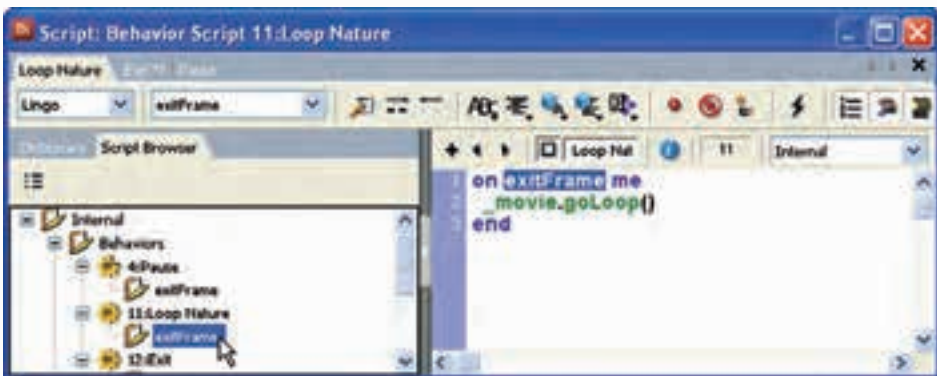 Script: Behavior Script 11:Loop Nature
Loop Nature
Lingo exitFrame
Script Browser
Loop Nat 11 Internal
Internal
Behaviors
4:Pause
exitFrame
11:Loop Nature
exitFrame
12:Exit
on exitFrame me
_movie.goLoop()
end